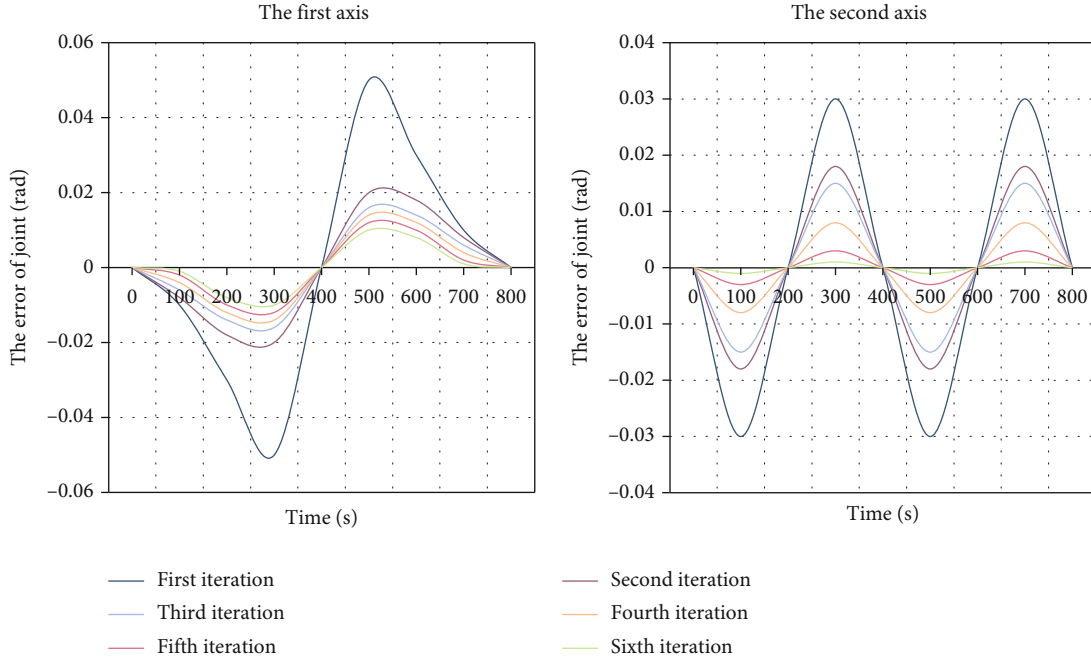 The first axis
The error of joint (rad)
0.06
0.04
0.02
0
−0.02
−0.04
−0.06
0 100 200 300 400 500 600 700 800
Time (s)
The second axis
The error of joint (rad)
0.04
0.03
0.02
0.01
0
−0.01
−0.02
−0.03
−0.04
0 100 200 300 400 500 600 700 800
Time (s)
First iteration
Third iteration
Fifth iteration
Second iteration
Fourth iteration
Sixth iteration